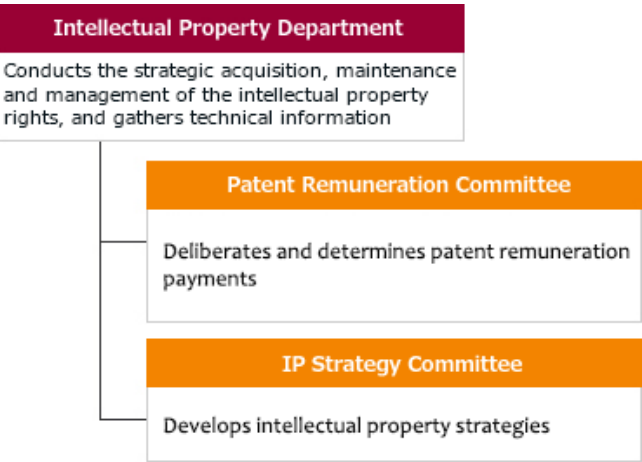 Intellectual Property Department
Conducts the strategic acquisition, maintenance
and management of the intellectual property
rights, and gathers technical information
Patent Remuneration Committee
Deliberates and determines patent remuneration
payments
IP Strategy Committee
Develops intellectual property strategies